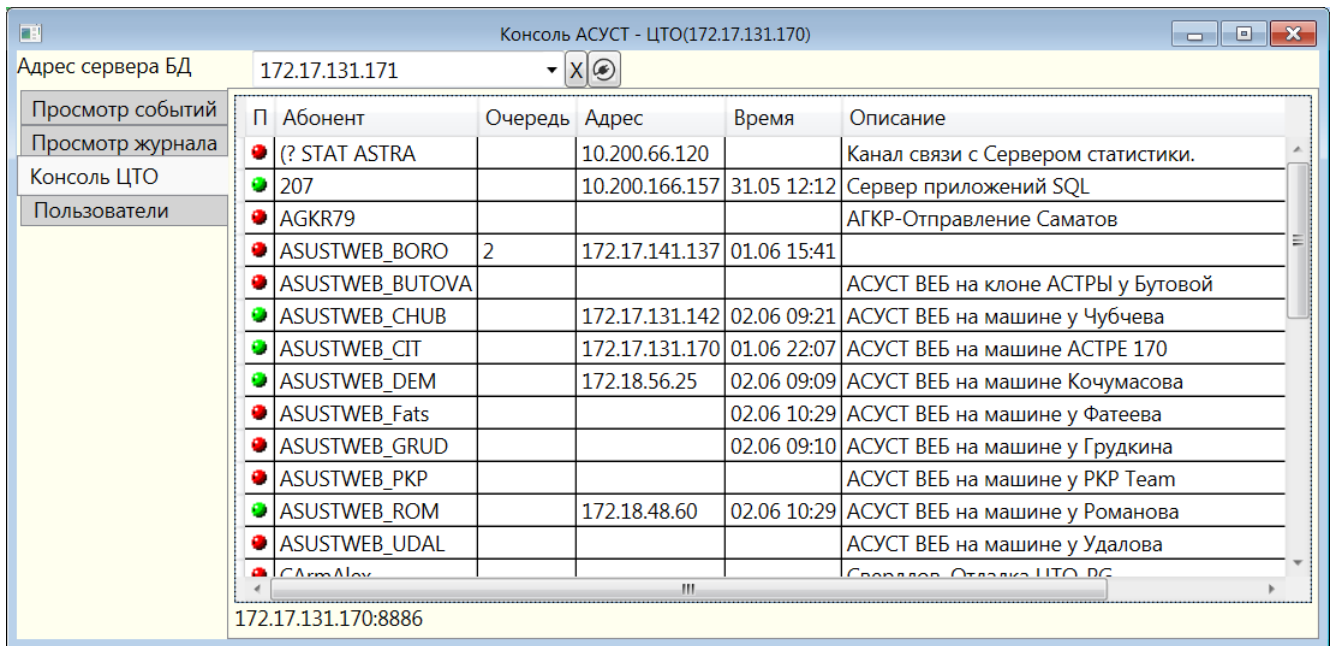 Консоль АСУСТ - ЦТО(172.17.131.170)
Адрес сервера БД 172.17.131.171 X
Просмотр событий
Просмотр журнала
Консоль ЦТО
Пользователи
П Абонент Очередь Адрес Время Описание
(? STAT ASTRA 10.200.66.120 Канал связи с Сервером статистики.
207 10.200.166.157 31.05 12:12 Сервер приложений SQL
AGKR79 АГКР-Отправление Саматов
ASUSTWEB_BORO 2 172.17.141.137 01.06 15:41
ASUSTWEB_BUTOVA АСУСТ ВЕБ на клоне АСТРЫ у Бутовой
ASUSTWEB_CHUB 172.17.131.142 02.06 09:21 АСУСТ ВЕБ на машине у Чубчева
ASUSTWEB_CIT 172.17.131.170 01.06 22:07 АСУСТ ВЕБ на машине АСТРЕ 170
ASUSTWEB_DEM 172.18.56.25 02.06 09:09 АСУСТ ВЕБ на машине Кочумасова
ASUSTWEB_Fats 02.06 10:29 АСУСТ ВЕБ на машине у Фатеева
ASUSTWEB_GRUD 02.06 09:10 АСУСТ ВЕБ на машине у Грудкина
ASUSTWEB_PKP АСУСТ ВЕБ на машине у PKP Team
ASUSTWEB_ROM 172.18.48.60 02.06 10:29 АСУСТ ВЕБ на машине у Романова
ASUSTWEB_UDAL АСУСТ ВЕБ на машине у Удалова
CArmAlex Свердлов. Отладка ЦТО_PG
172.17.131.170:8886